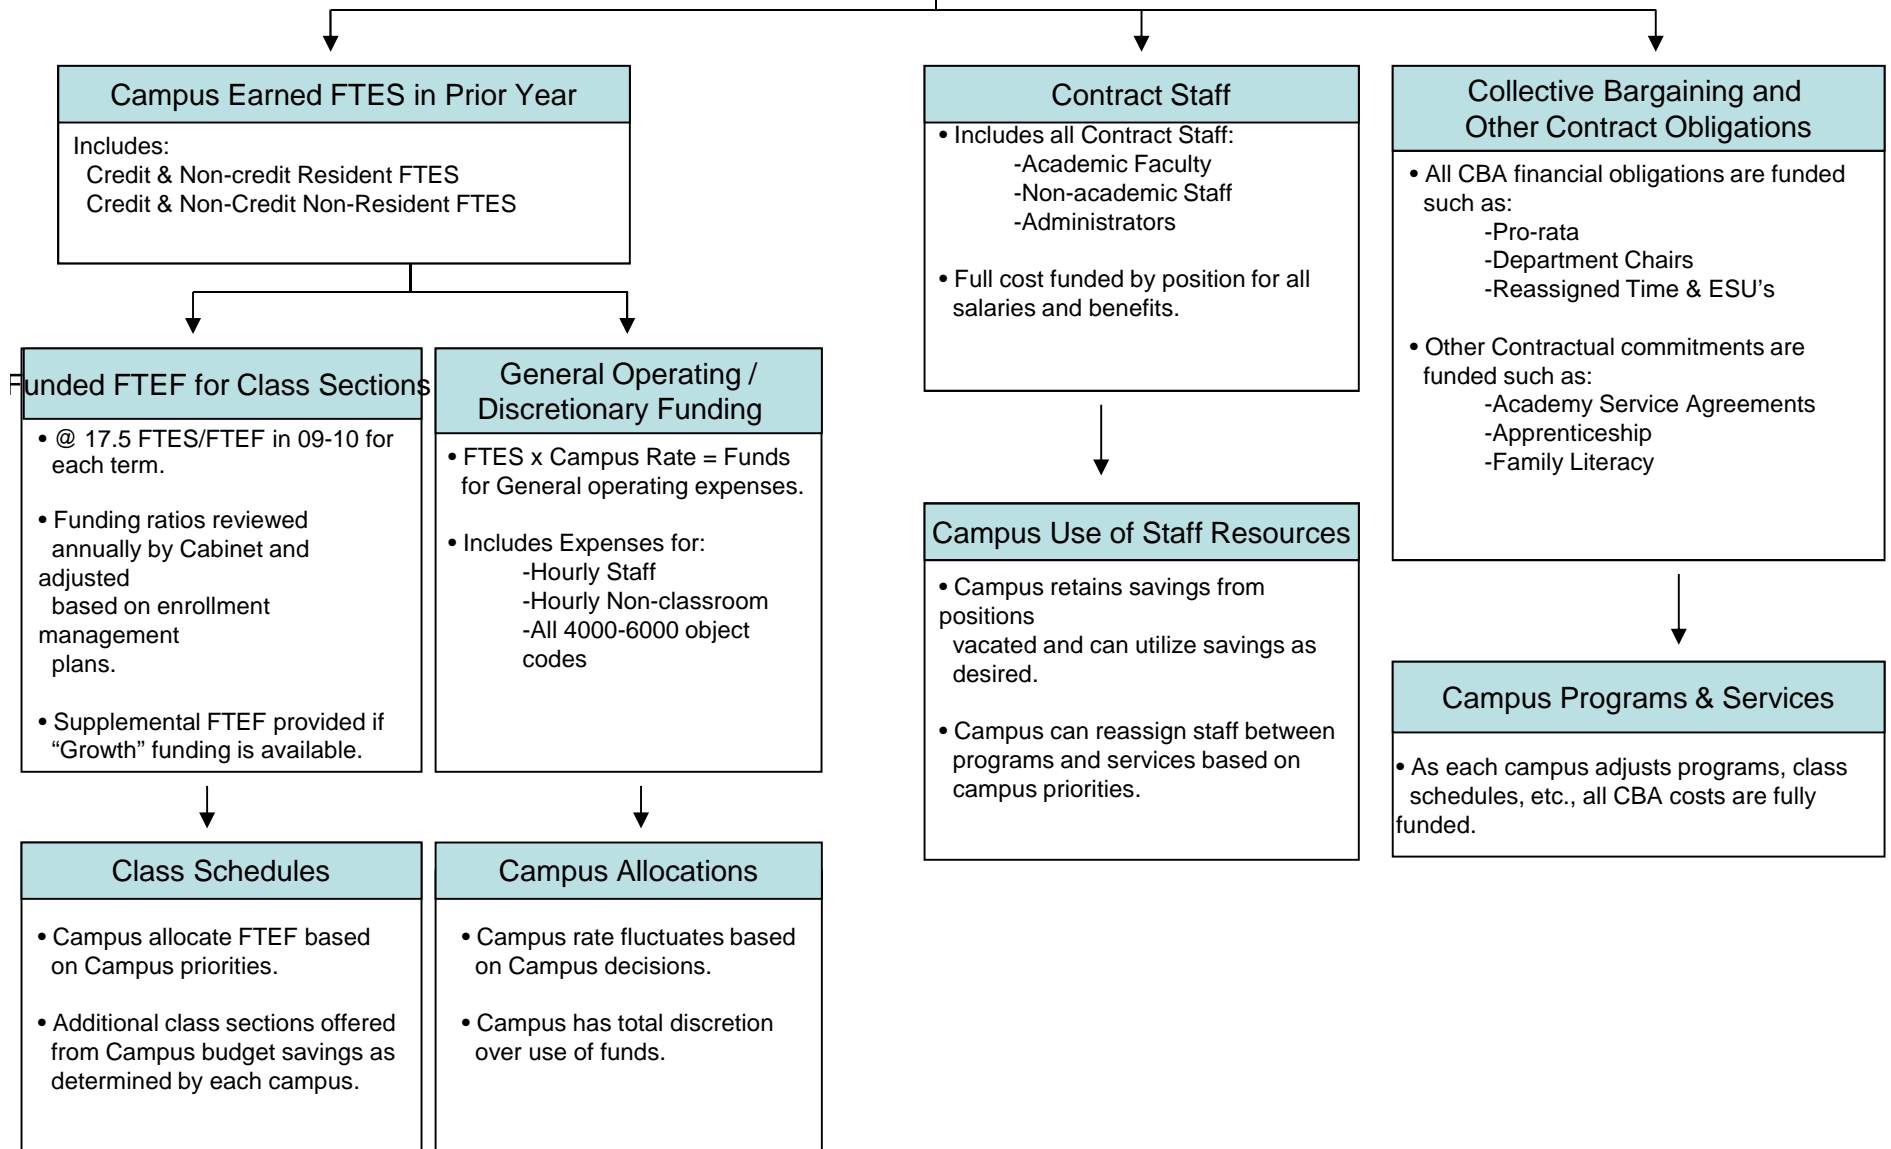 Campus Earned FTES in Prior Year
Includes:
Credit & Non-credit Resident FTES
Credit & Non-Credit Non-Resident FTES
Funded FTEF for Class Sections
• @ 17.5 FTES/FTEF in 09-10 for
each term.
• Funding ratios reviewed
annually by Cabinet and
adjusted
based on enrollment
management
plans.
• Supplemental FTEF provided if
“Growth” funding is available.
General Operating /
Discretionary Funding
• FTES x Campus Rate = Funds
for General operating expenses.
• Includes Expenses for:
-Hourly Staff
-Hourly Non-classroom
-All 4000-6000 object
codes
Class Schedules
• Campus allocate FTEF based
on Campus priorities.
• Additional class sections offered
from Campus budget savings as
determined by each campus.
Campus Allocations
• Campus rate fluctuates based
on Campus decisions.
• Campus has total discretion
over use of funds.
Contract Staff
• Includes all Contract Staff:
-Academic Faculty
-Non-academic Staff
-Administrators
• Full cost funded by position for all
salaries and benefits.
Campus Use of Staff Resources
• Campus retains savings from
positions
vacated and can utilize savings as
desired.
• Campus can reassign staff between
programs and services based on
campus priorities.
Collective Bargaining and
Other Contract Obligations
• All CBA financial obligations are funded
such as:
-Pro-rata
-Department Chairs
-Reassigned Time & ESU’s
• Other Contractual commitments are
funded such as:
-Academy Service Agreements
-Apprenticeship
-Family Literacy
Campus Programs & Services
• As each campus adjusts programs, class
schedules, etc., all CBA costs are fully
funded.